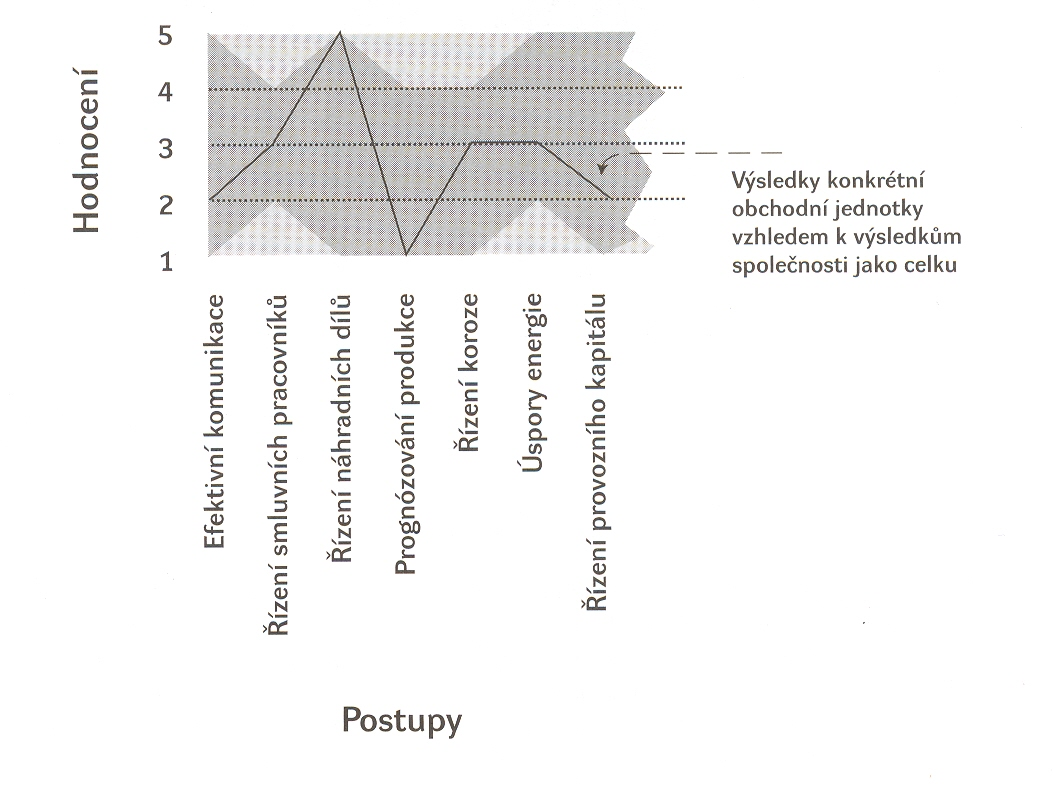 Hodnocení
5
4
3
2
1
Výsledky konkrétní
obchodní jednotky
vzhledem k výsledkům
společnosti jako celku
Efektivní komunikace
Řízení smluvních pracovníků
Řízení náhradních dílů
Prognózování produkce
Řízení koroze
Úspory energie
Řízení provozního kapitálu
Postupy